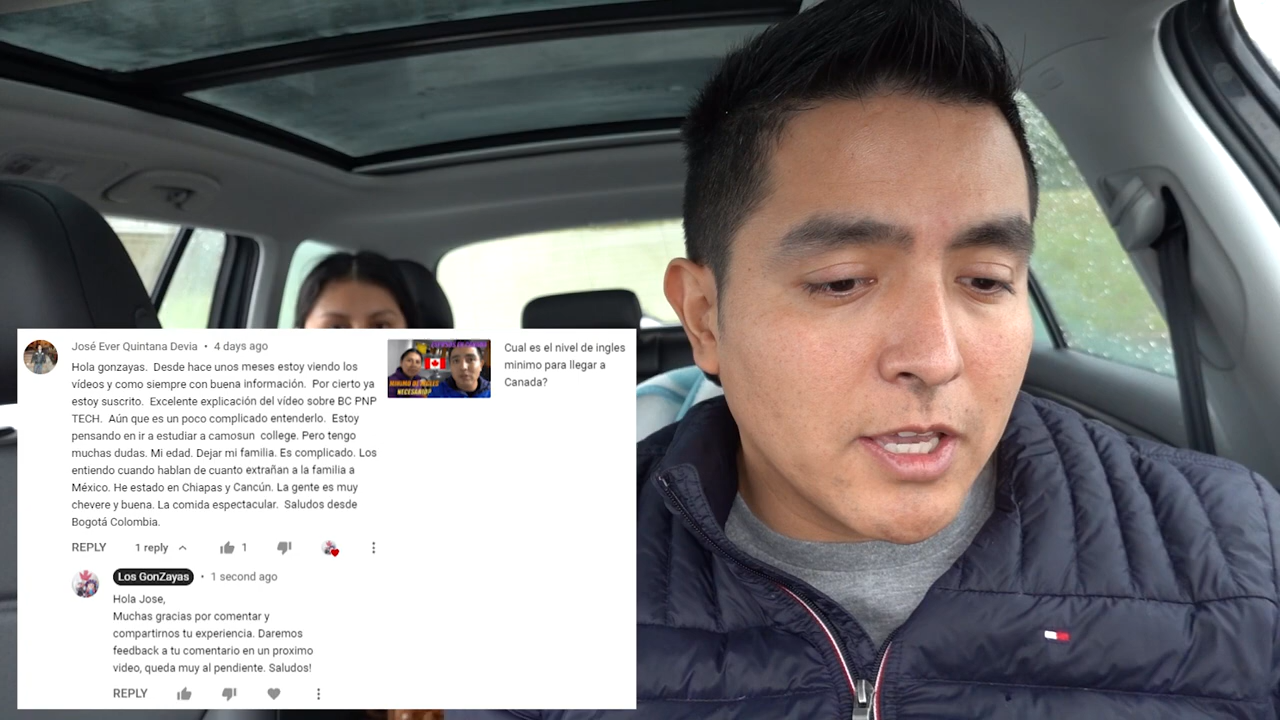 José Ever Quintana Devia • 4 days ago
Hola gonzayas. Desde hace unos meses estoy viendo los
vídeos y como siempre con buena información. Por cierto ya
estoy suscrito. Excelente explicación del vídeo sobre BC PNP
TECH. Aún que es un poco complicado entenderlo. Estoy
pensando en ir a estudiar a camosun college. Pero tengo
muchas dudas. Mi edad. Dejar mi familia. Es complicado. Los
entiendo cuando hablan de cuanto extrañan a la familia a
México. He estado en Chiapas y Cancún. La gente es muy
chevere y buena. La comida espectacular. Saludos desde
Bogotá Colombia.
REPLY 1 reply 1
MINIMO DE INGLES
NECESARIO?
Cual es el nivel de ingles
minimo para llegar a
Canada?
Los GonZayas • 1 second ago
Hola Jose,
Muchas gracias por comentar y
compartirnos tu experiencia. Daremos
feedback a tu comentario en un proximo
video, queda muy al pendiente. Saludos!
REPLY